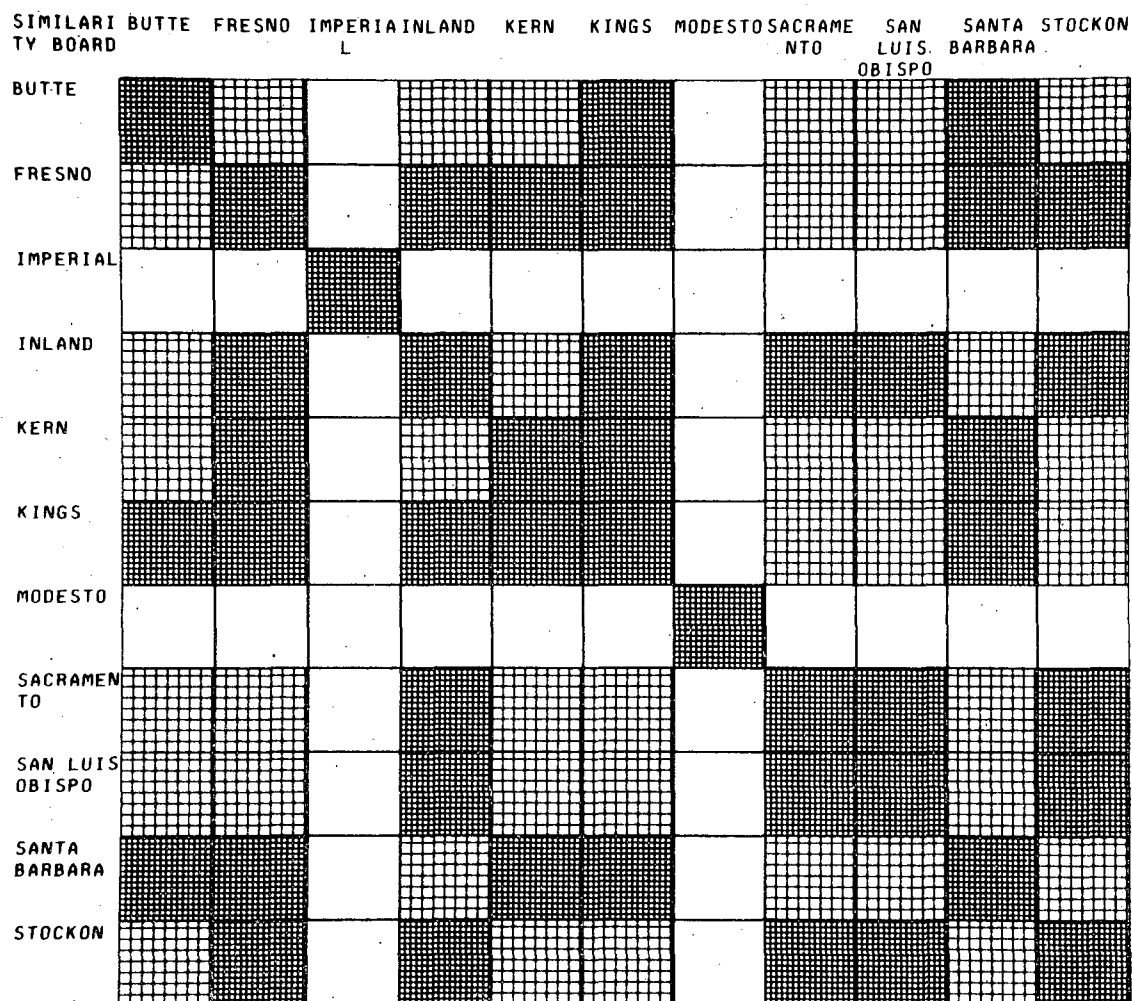 SIMILARI BUTTE FRESNO IMPERIA INLAND KERN KINGS MODESTO SACRAME SAN SANTA STOCKON
TY BOARD L NTO LUIS BARBARA
OBISPO
BUTTE
FRESNO
IMPERIAL
INLAND
KERN
KINGS
MODESTO
SACRAMEN
TO
SAN LUIS
OBISPO
SANTA
BARBARA
STOCKON